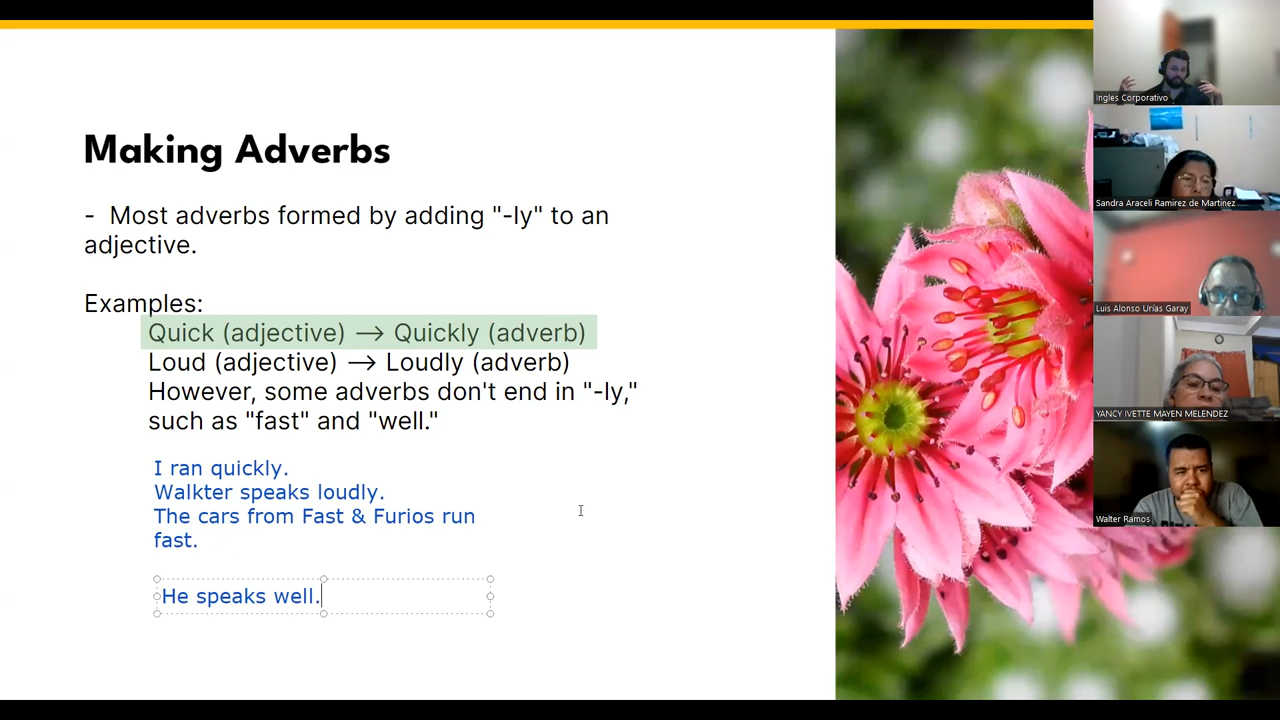 Making Adverbs
- Most adverbs formed by adding "-ly" to an
adjective.
Examples:
Quick (adjective) --> Quickly (adverb)
Loud (adjective) --> Loudly (adverb)
However, some adverbs don't end in "-ly,"
such as "fast" and "well."
I ran quickly.
Walkter speaks loudly.
The cars from Fast & Furios run
fast.
He speaks well.
Ingles Corporativo
Sandra Araceli Ramirez de Martinez
Luis Alonso Urías Garay
YANCY IVETTE MAYEN MELENDEZ
Walter Ramos